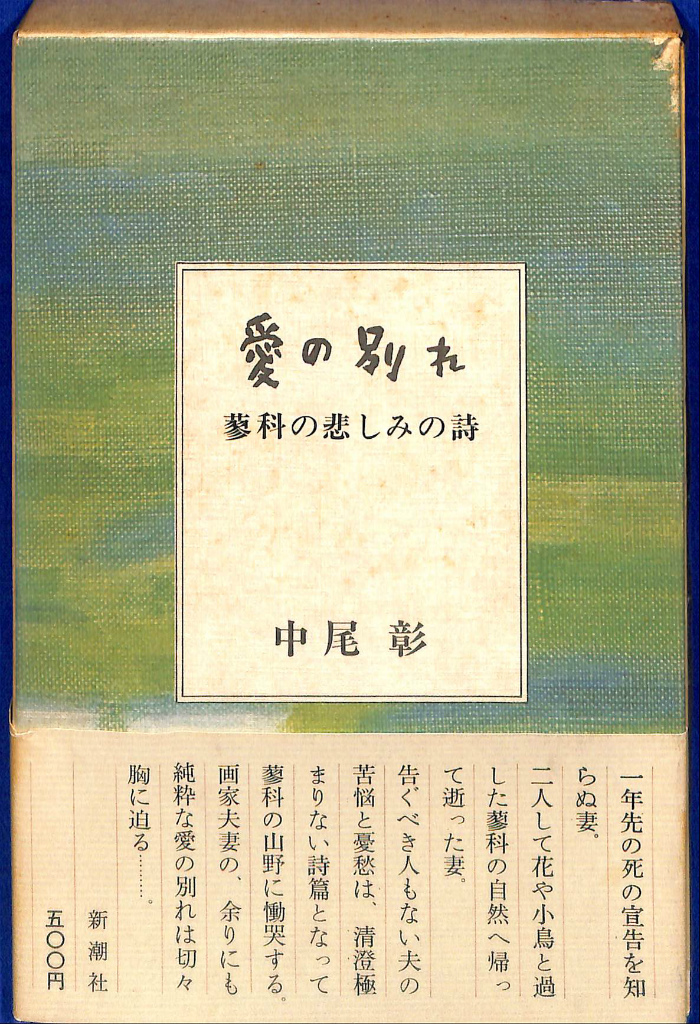 愛の別れ
蓼科の悲しみの詩
中尾 彰
一年先の死の宣告を知
らぬ妻。
二人して花や小鳥と過
した蓼科の自然へ帰っ
て逝った妻。
告ぐべき人もない夫の
苦悩と憂愁は、清澄極
まりない詩篇となって
蓼科の山野に慟哭する。
画家夫妻の、余りにも
純粋な愛の別れは切々
胸に迫る………。
新潮社
五〇〇円